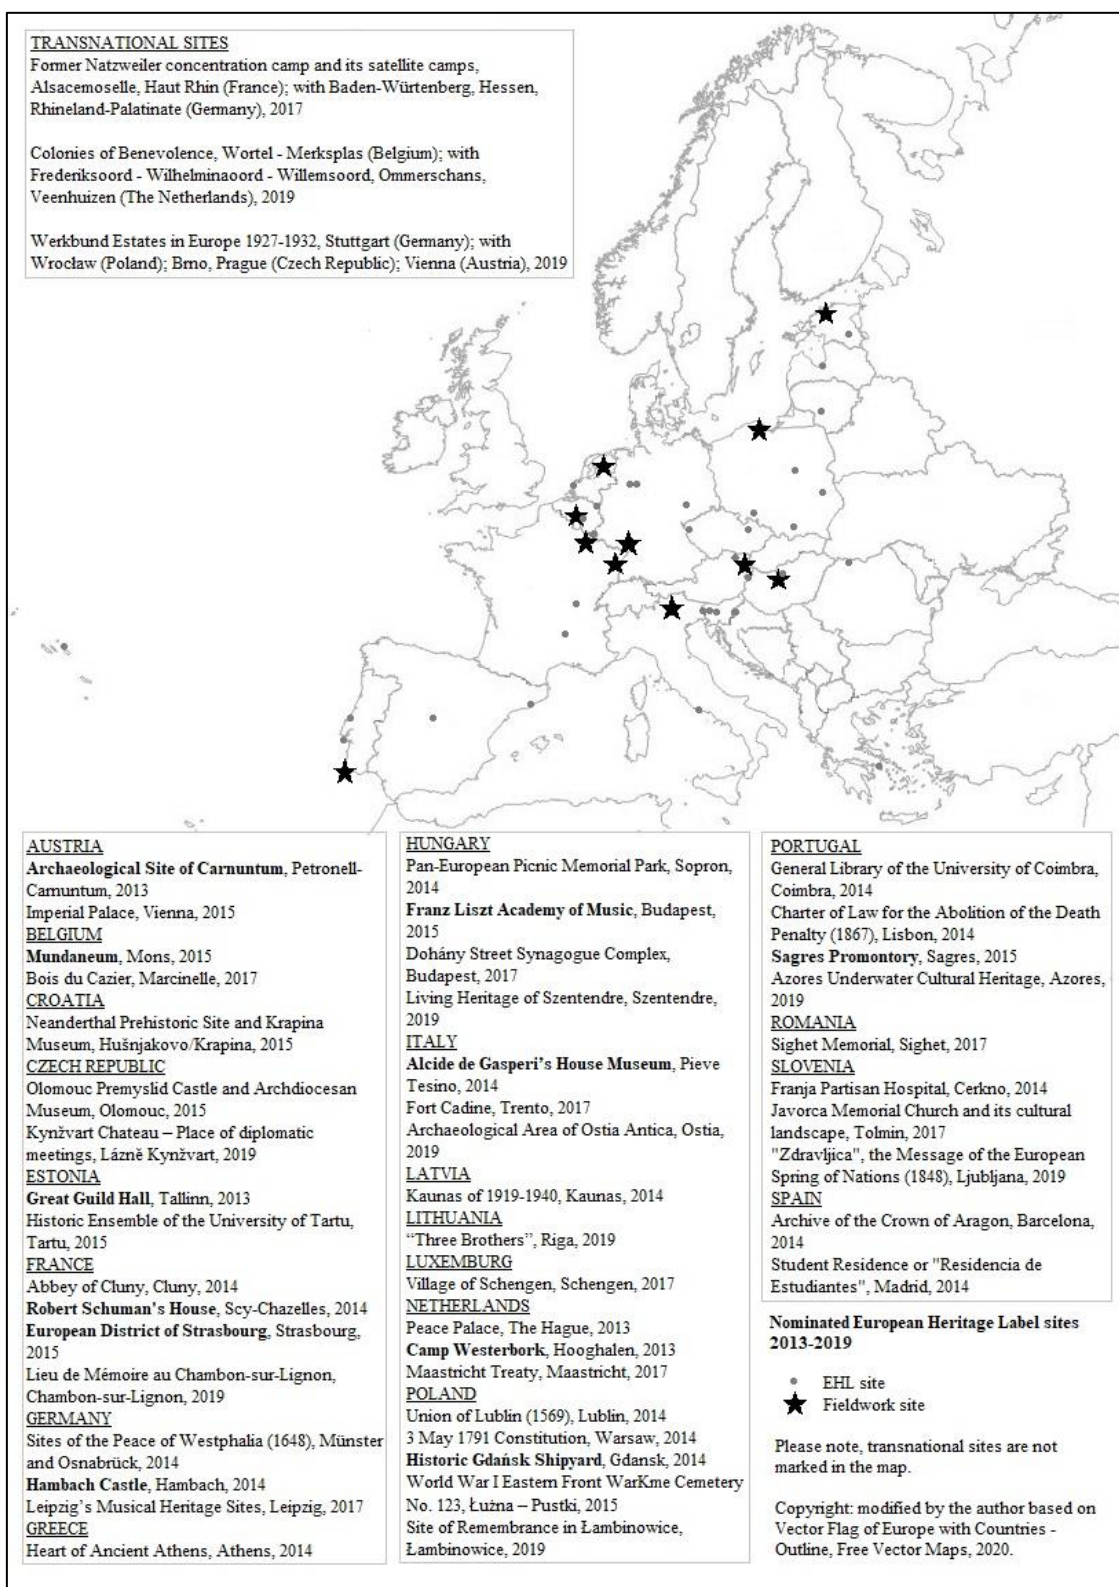 TRANSNATIONAL SITES
Former Natzweiler concentration camp and its satellite camps,
Alsacemoselle, Haut Rhin (France); with Baden-Würtenberg, Hessen,
Rhineland-Palatinate (Germany), 2017
Colonies of Benevolence, Wortel - Merksplas (Belgium); with
Frederiksoord - Wilhelminaoord - Willemsoord, Ommerschans,
Veenhuizen (The Netherlands), 2019
Werkbund Estates in Europe 1927-1932, Stuttgart (Germany); with
Wrocław (Poland); Brno, Prague (Czech Republic); Vienna (Austria), 2019
AUSTRIA
Archaeological Site of Carnuntum, Petronell-
Carnuntum, 2013
Imperial Palace, Vienna, 2015
BELGIUM
Mundaneum, Mons, 2015
Bois du Cazier, Marcinelle, 2017
CROATIA
Neanderthal Prehistoric Site and Krapina
Museum, Hušnjakovo/Krapina, 2015
CZECH REPUBLIC
Olomouc Premyslid Castle and Archdiocesan
Museum, Olomouc, 2015
Kynžvart Chateau – Place of diplomatic
meetings, Lázně Kynžvart, 2019
ESTONIA
Great Guild Hall, Tallinn, 2013
Historic Ensemble of the University of Tartu,
Tartu, 2015
FRANCE
Abbey of Cluny, Cluny, 2014
Robert Schuman's House, Scy-Chazelles, 2014
European District of Strasbourg, Strasbourg,
2015
Lieu de Mémoire au Chambon-sur-Lignon,
Chambon-sur-Lignon, 2019
GERMANY
Sites of the Peace of Westphalia (1648), Münster
and Osnabrück, 2014
Hambach Castle, Hambach, 2014
Leipzig's Musical Heritage Sites, Leipzig, 2017
GREECE
Heart of Ancient Athens, Athens, 2014
HUNGARY
Pan-European Picnic Memorial Park, Sopron,
2014
Franz Liszt Academy of Music, Budapest,
2015
Dohány Street Synagogue Complex,
Budapest, 2017
Living Heritage of Szentendre, Szentendre,
2019
ITALY
Alcide de Gasperi's House Museum, Pieve
Tesino, 2014
Fort Cadine, Trento, 2017
Archaeological Area of Ostia Antica, Ostia,
2019
LATVIA
Kaunas of 1919-1940, Kaunas, 2014
LITHUANIA
“Three Brothers”, Riga, 2019
LUXEMBURG
Village of Schengen, Schengen, 2017
NETHERLANDS
Peace Palace, The Hague, 2013
Camp Westerbork, Hooghalen, 2013
Maastricht Treaty, Maastricht, 2017
POLAND
Union of Lublin (1569), Lublin, 2014
3 May 1791 Constitution, Warsaw, 2014
Historic Gdańsk Shipyard, Gdansk, 2014
World War I Eastern Front WarKme Cemetery
No. 123, Łużna – Pustki, 2015
Site of Remembrance in Łambinowice,
Łambinowice, 2019
PORTUGAL
General Library of the University of Coimbra,
Coimbra, 2014
Charter of Law for the Abolition of the Death
Penalty (1867), Lisbon, 2014
Sagres Promontory, Sagres, 2015
Azores Underwater Cultural Heritage, Azores,
2019
ROMANIA
Sighet Memorial, Sighet, 2017
SLOVENIA
Franja Partisan Hospital, Cerkno, 2014
Javorca Memorial Church and its cultural
landscape, Tolmin, 2017
"Zdravljica", the Message of the European
Spring of Nations (1848), Ljubljana, 2019
SPAIN
Archive of the Crown of Aragon, Barcelona,
2014
Student Residence or "Residencia de
Estudiantes", Madrid, 2014
Nominated European Heritage Label sites
2013-2019
EHL site
Fieldwork site
Please note, transnational sites are not
marked in the map.
Copyright: modified by the author based on
Vector Flag of Europe with Countries -
Outline, Free Vector Maps, 2020.